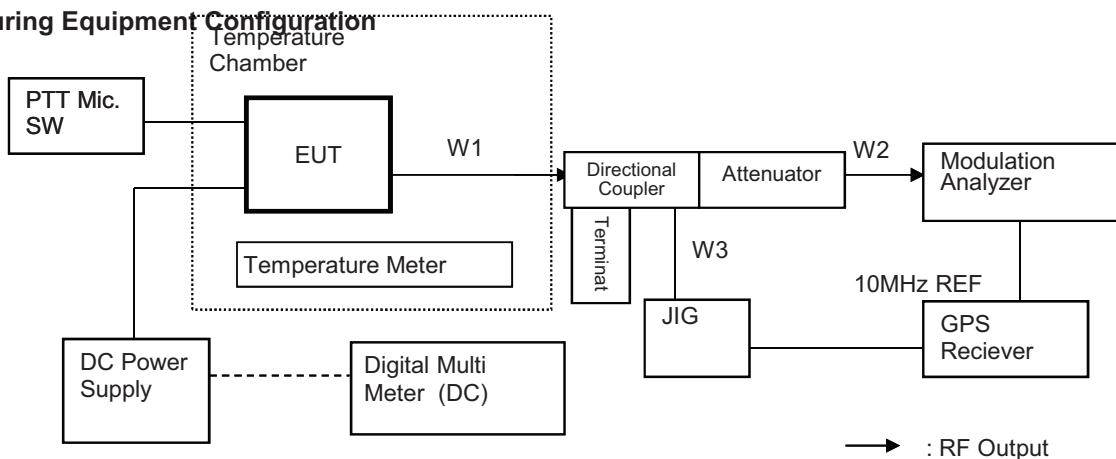 uring Equipment Configuration
Temperature
Chamber
PTT Mic.
SW
EUT
W1
Directional
Coupler
Attenuator
W2
Modulation
Analyzer
Terminat
W3
Temperature Meter
10MHz REF
JIG
GPS
Reciever
DC Power
Supply
Digital Multi
Meter (DC)
: RF Output